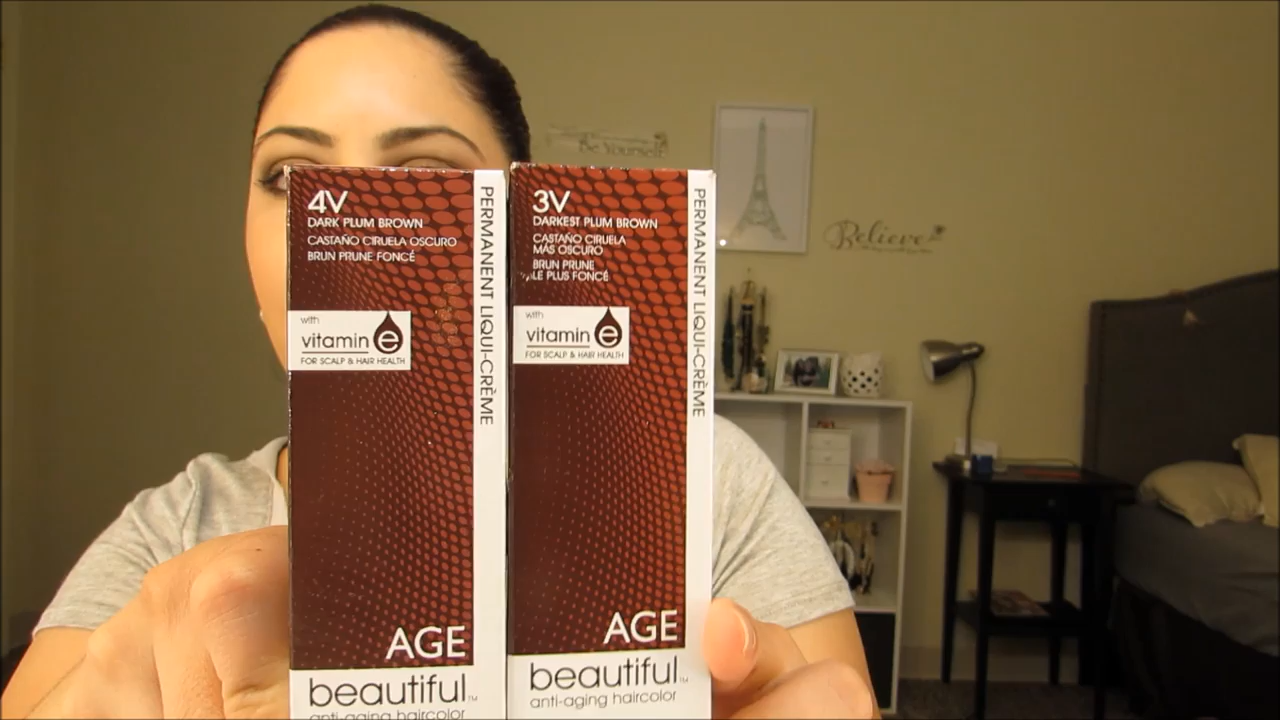 4V
DARK PLUM BROWN
CASTAÑO CIRUELA OSCURO
BRUN PRUNE FONCÉ
with
vitamin e
FOR SCALP & HAIR HEALTH
PERMANENT LIQUI-CRÈME
AGE
beautiful™
anti-aging haircolor
3V
DARKEST PLUM BROWN
CASTAÑO CIRUELA
MÁS OSCURO
BRUN PRUNE
LE PLUS FONCÉ
with
vitamin e
FOR SCALP & HAIR HEALTH
PERMANENT LIQUI-CRÈME
AGE
beautiful™
anti-aging haircolor
Be Yourself
Believe